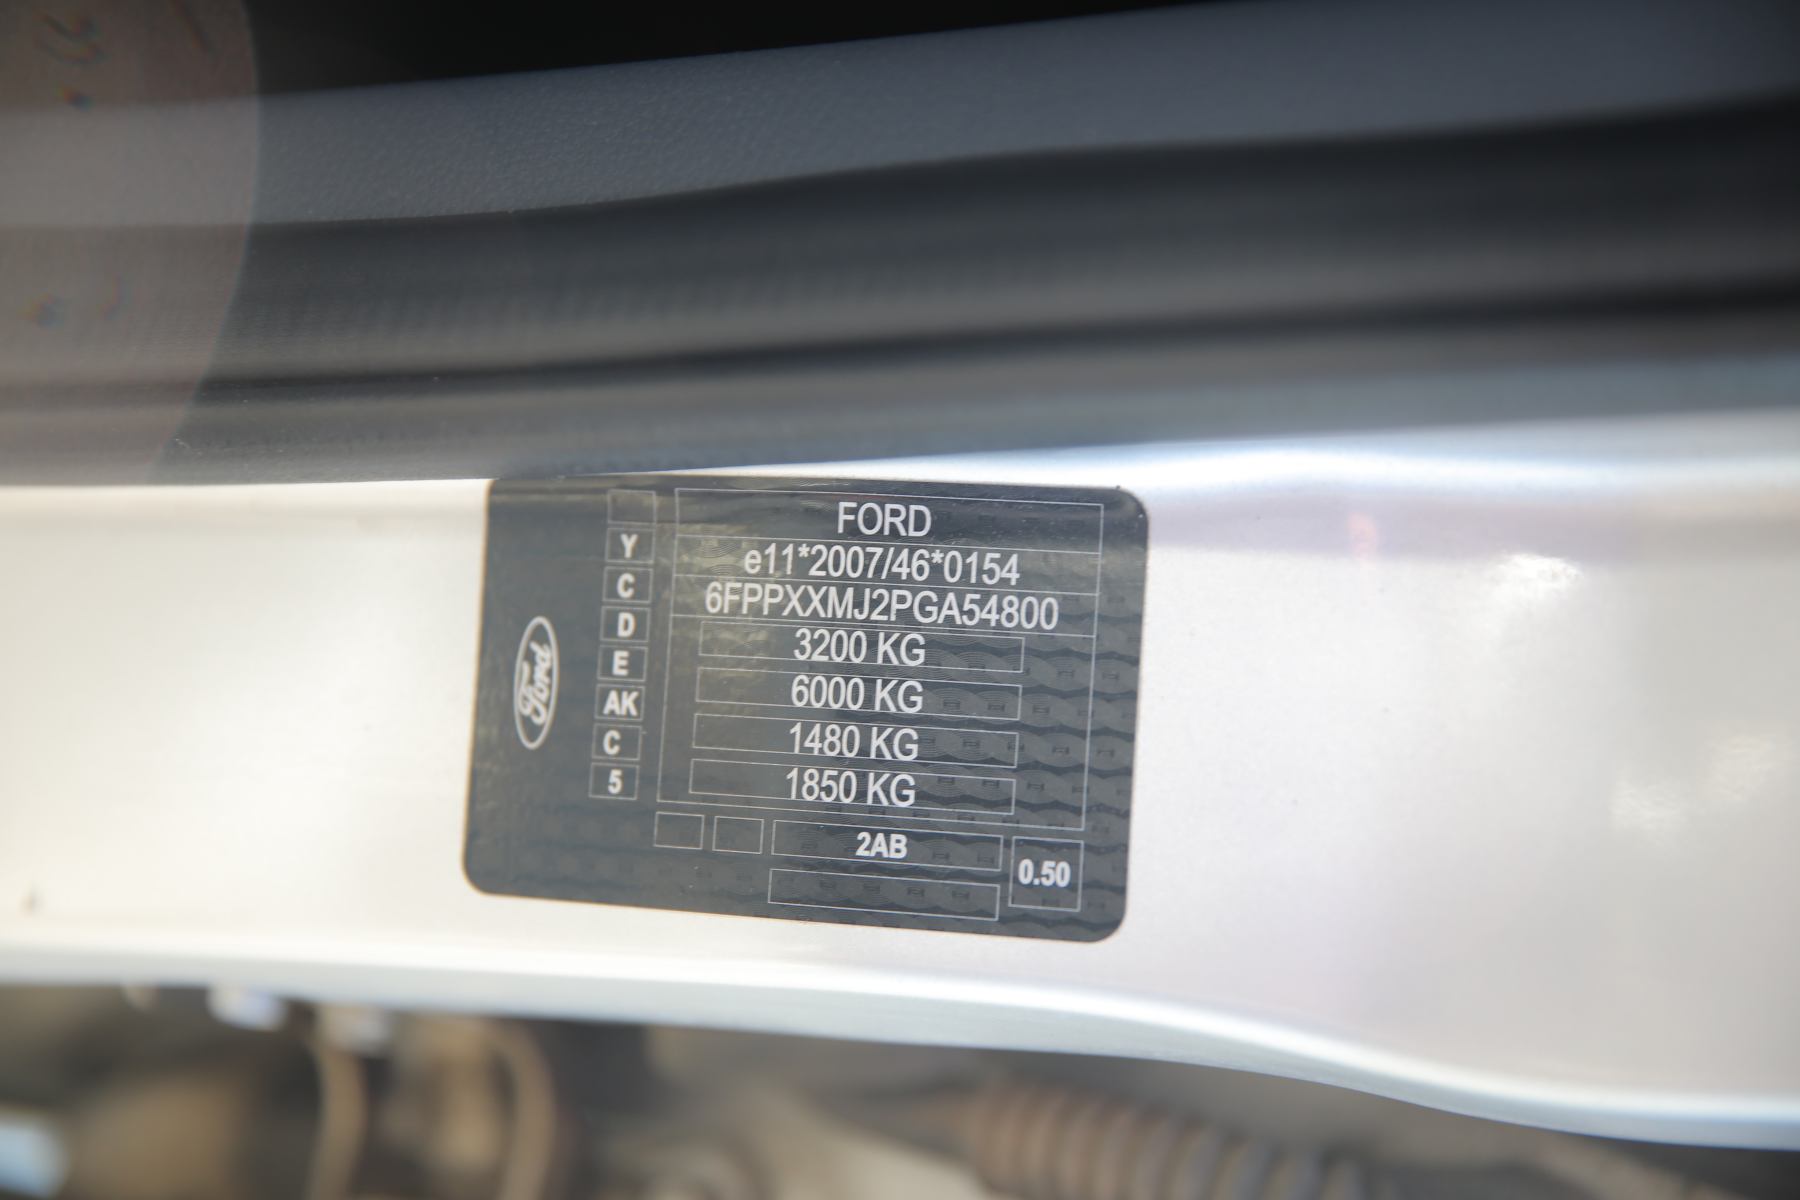 FORD
e11*2007/46*0154
6FPPXXMJ2PGA54800
3200 KG
6000 KG
1480 KG
1850 KG
Y
C
D
E
AK
C
5
Ford
2AB
0.50